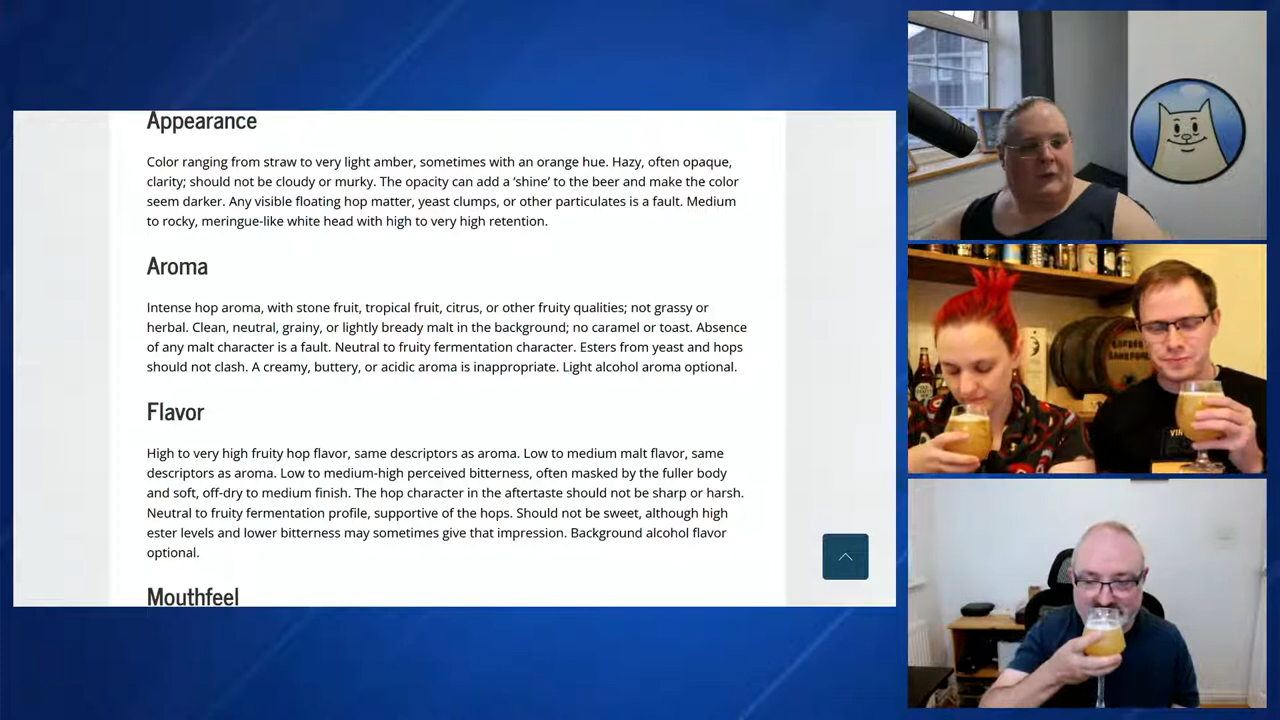 Appearance
Color ranging from straw to very light amber, sometimes with an orange hue. Hazy, often opaque,
clarity; should not be cloudy or murky. The opacity can add a ‘shine’ to the beer and make the color
seem darker. Any visible floating hop matter, yeast clumps, or other particulates is a fault. Medium
to rocky, meringue-like white head with high to very high retention.
Aroma
Intense hop aroma, with stone fruit, tropical fruit, citrus, or other fruity qualities; not grassy or
herbal. Clean, neutral, grainy, or lightly bready malt in the background; no caramel or toast. Absence
of any malt character is a fault. Neutral to fruity fermentation character. Esters from yeast and hops
should not clash. A creamy, buttery, or acidic aroma is inappropriate. Light alcohol aroma optional.
Flavor
High to very high fruity hop flavor, same descriptors as aroma. Low to medium malt flavor, same
descriptors as aroma. Low to medium-high perceived bitterness, often masked by the fuller body
and soft, off-dry to medium finish. The hop character in the aftertaste should not be sharp or harsh.
Neutral to fruity fermentation profile, supportive of the hops. Should not be sweet, although high
ester levels and lower bitterness may sometimes give that impression. Background alcohol flavor
optional.
Mouthfeel